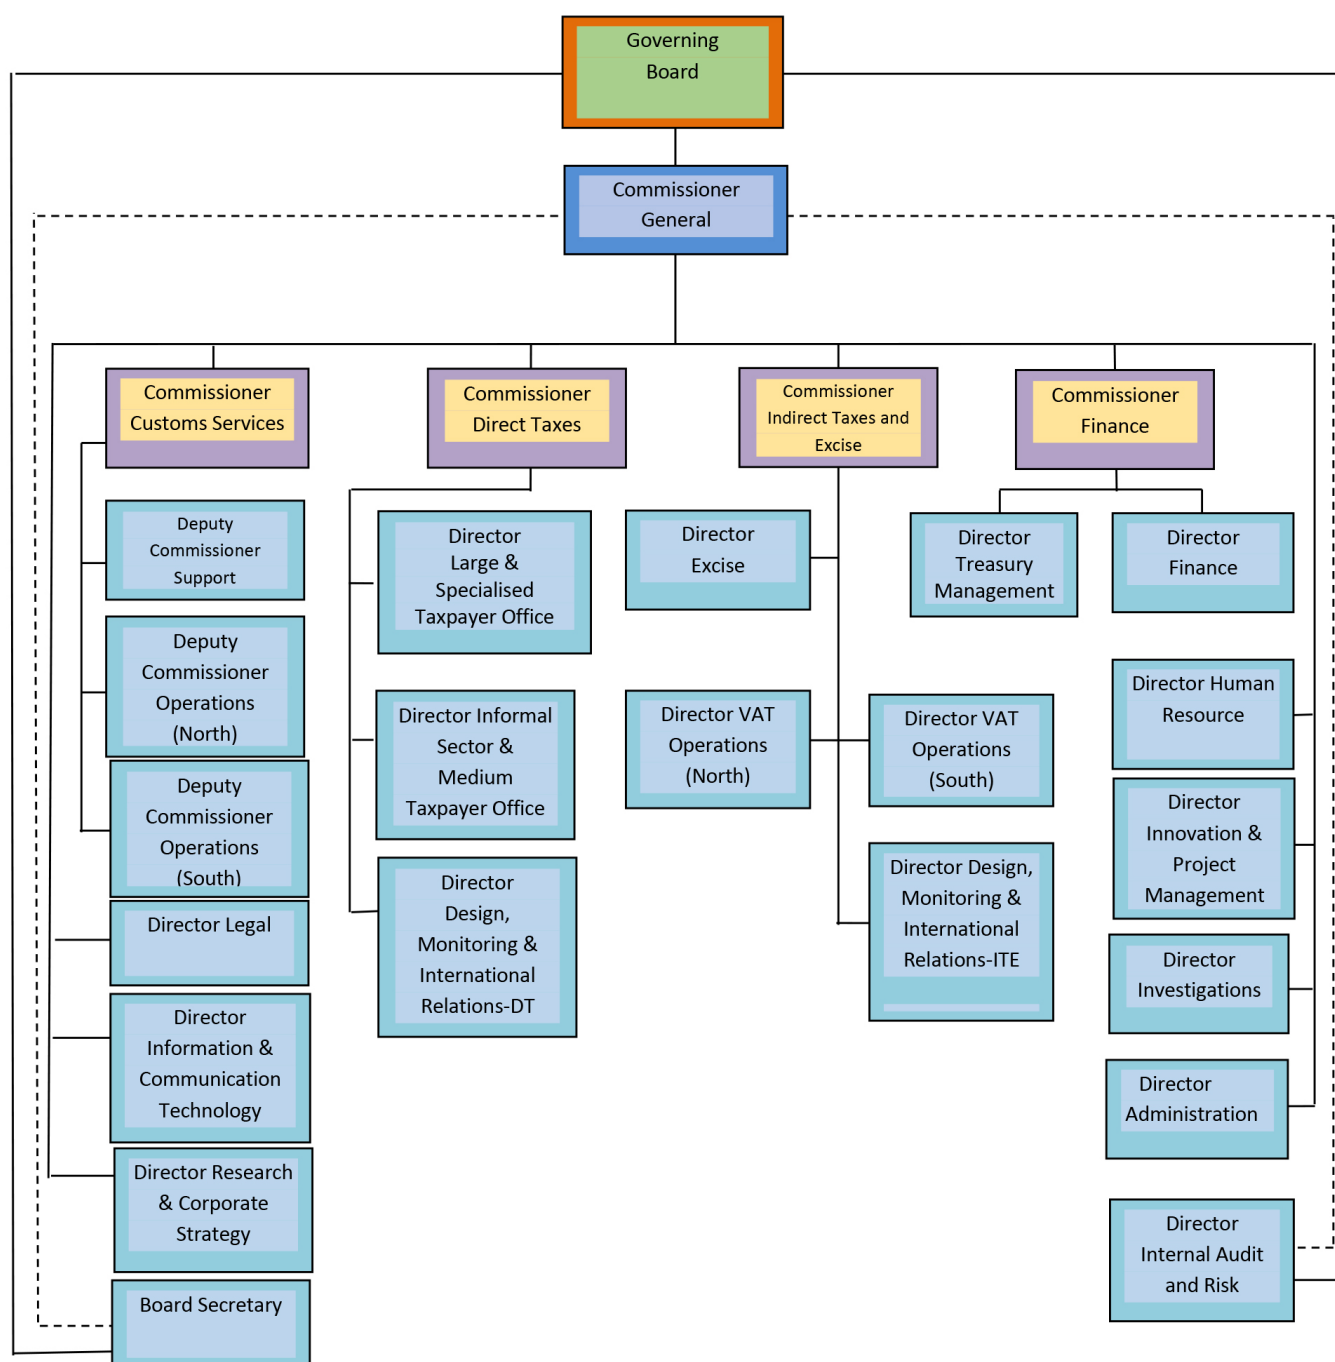 Governing
Board
Commissioner
General
Commissioner
Customs Services
Commissioner
Direct Taxes
Commissioner
Indirect Taxes and
Excise
Commissioner
Finance
Deputy
Commissioner
Support
Deputy
Commissioner
Operations
(North)
Deputy
Commissioner
Operations
(South)
Director Legal
Director
Information &
Communication
Technology
Director Research
& Corporate
Strategy
Board Secretary
Director
Large &
Specialised
Taxpayer Office
Director Informal
Sector &
Medium
Taxpayer Office
Director
Design,
Monitoring &
International
Relations-DT
Director
Excise
Director VAT
Operations
(North)
Director VAT
Operations
(South)
Director Design,
Monitoring &
International
Relations-ITE
Director
Treasury
Management
Director
Finance
Director Human
Resource
Director
Innovation &
Project
Management
Director
Investigations
Director
Administration
Director
Internal Audit
and Risk